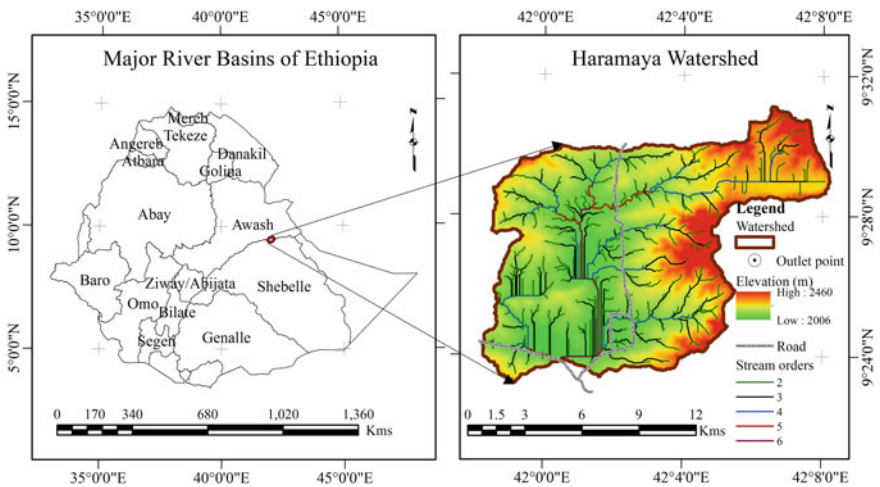 35°0'0"E 40°0'0"E 45°0'0"E
Major River Basins of Ethiopia
15°0'0"N
10°0'0"N
5°0'0"N
Mereb
Tekeze
Angereb
Atbara
Danakil
Golina
Abay
Awash
Baro
Ziway/Abijata
Shebelle
Omo
Bilate
Segen
Genalle
N
0 170 340 680 1,020 1,360
Kms
35°0'0"E 40°0'0"E 45°0'0"E
42°0'0"E 42°4'0"E 42°8'0"E
Haramaya Watershed
N
9°32'0"N
9°28'0"N
9°24'0"N
Legend
Watershed
Outlet point
Elevation (m)
High : 2460
Low : 2006
Road
Stream orders
2
3
4
5
6
0 1.5 3 6 9 12
Kms
42°0'0"E 42°4'0"E 42°8'0"E